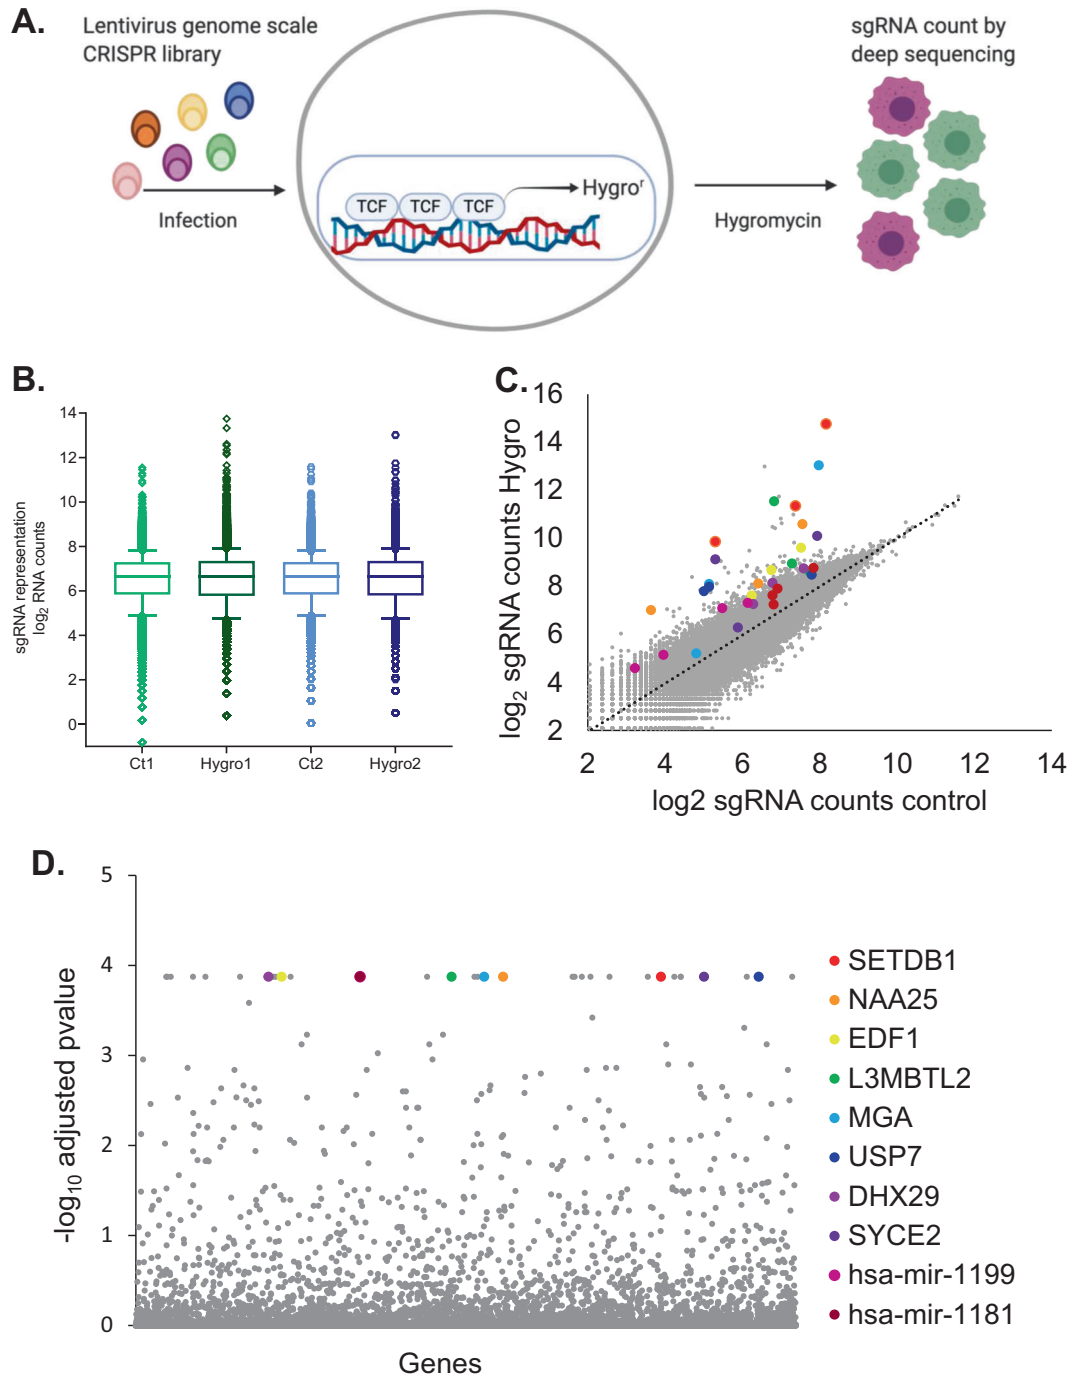 A.
Lentivirus genome scale
CRISPR library
Infection
TCF TCF TCF
Hygroʳ
Hygromycin
sgRNA count by
deep sequencing
B.
sgRNA representation
log₂ RNA counts
14
12
10
8
6
4
2
0
Ct1 Hygro1 Ct2 Hygro2
C.
log₂ sgRNA counts Hygro
16
14
12
10
8
6
4
2
2 4 6 8 10 12 14
log2 sgRNA counts control
D.
-log₁₀ adjusted pvalue
5
4
3
2
1
0
Genes
SETDB1
NAA25
EDF1
L3MBTL2
MGA
USP7
DHX29
SYCE2
hsa-mir-1199
hsa-mir-1181